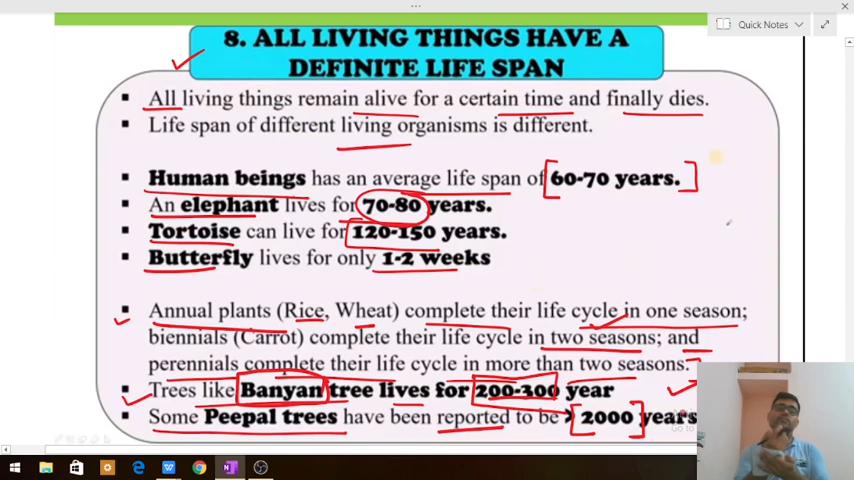 Quick Notes
8. ALL LIVING THINGS HAVE A
DEFINITE LIFE SPAN
▪ All living things remain alive for a certain time and finally dies.
▪ Life span of different living organisms is different.
▪ Human beings has an average life span of 60-70 years.
▪ An elephant lives for 70-80 years.
▪ Tortoise can live for 120-150 years.
▪ Butterfly lives for only 1-2 weeks
▪ Annual plants (Rice, Wheat) complete their life cycle in one season;
biennials (Carrot) complete their life cycle in two seasons; and
perennials complete their life cycle in more than two seasons.
▪ Trees like Banyan tree lives for 200-300 year
▪ Some Peepal trees have been reported to be > 2000 years
Go to